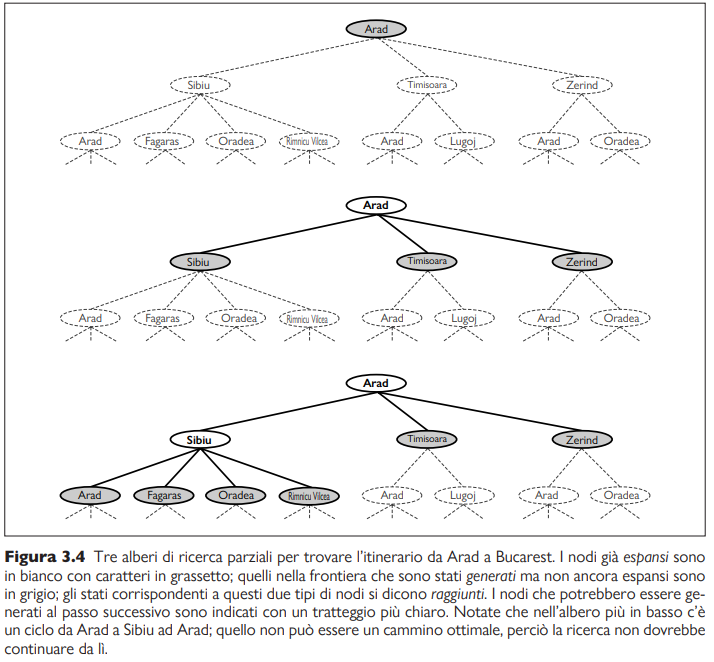 Arad
Sibiu Timisoara Zerind
Arad Fagaras Oradea Rimnicu Vilcea Arad Lugoj Arad Oradea
Arad
Sibiu Timisoara Zerind
Arad Fagaras Oradea Rimnicu Vilcea Arad Lugoj Arad Oradea
Arad
Sibiu Timisoara Zerind
Arad Fagaras Oradea Rimnicu Vilcea Arad Lugoj Arad Oradea
Figura 3.4 Tre alberi di ricerca parziali per trovare l'itinerario da Arad a Bucarest. I nodi già espansi sono
in bianco con caratteri in grassetto; quelli nella frontiera che sono stati generati ma non ancora espansi sono
in grigio; gli stati corrispondenti a questi due tipi di nodi si dicono raggiunti. I nodi che potrebbero essere ge-
nerati al passo successivo sono indicati con un tratteggio più chiaro. Notate che nell'albero più in basso c'è
un ciclo da Arad a Sibiu ad Arad; quello non può essere un cammino ottimale, perciò la ricerca non dovrebbe
continuare da lì.